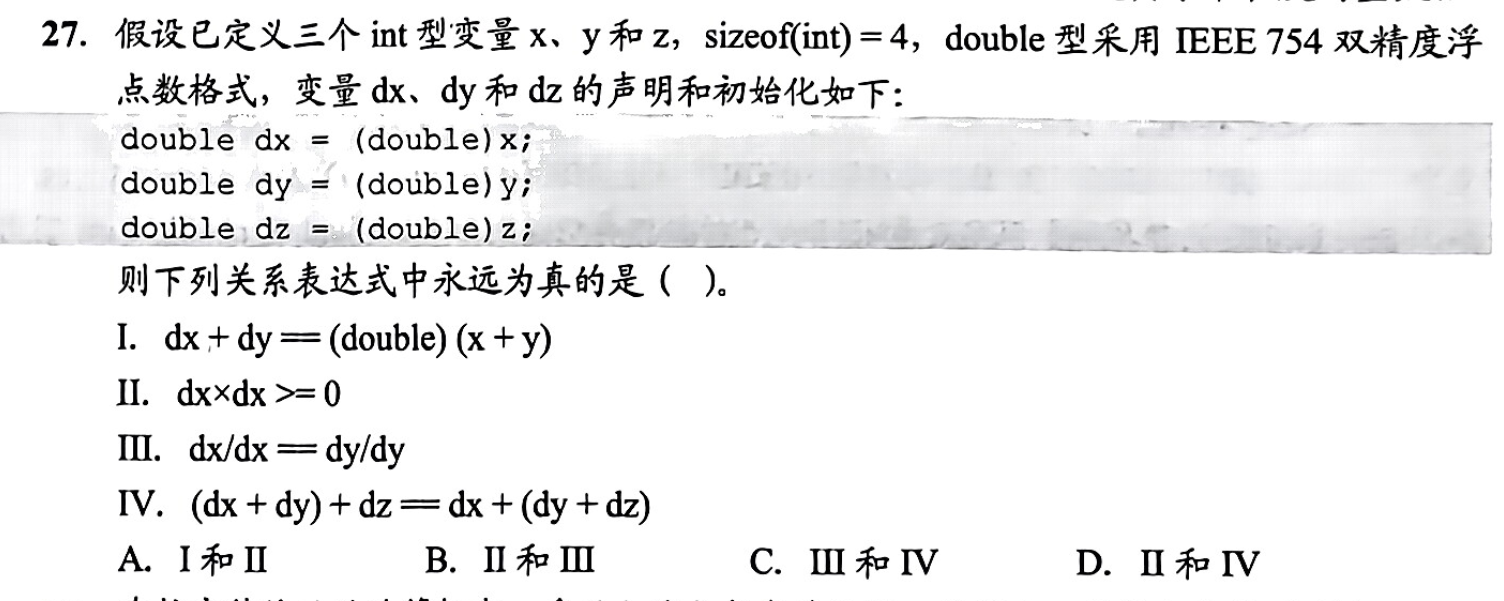 27. 假设已定义三个 int 型变量 x、y 和 z，sizeof(int) = 4，double 型采用 IEEE 754 双精度浮
点数格式，变量 dx、dy 和 dz 的声明和初始化如下：
double dx = (double)x;
double dy = (double)y;
double dz = (double)z;
则下列关系表达式中永远为真的是（ ）。
I. dx + dy == (double) (x + y)
II. dx×dx >= 0
III. dx/dx == dy/dy
IV. (dx + dy) + dz == dx + (dy + dz)
A. I 和 II B. II 和 III C. III 和 IV D. II 和 IV